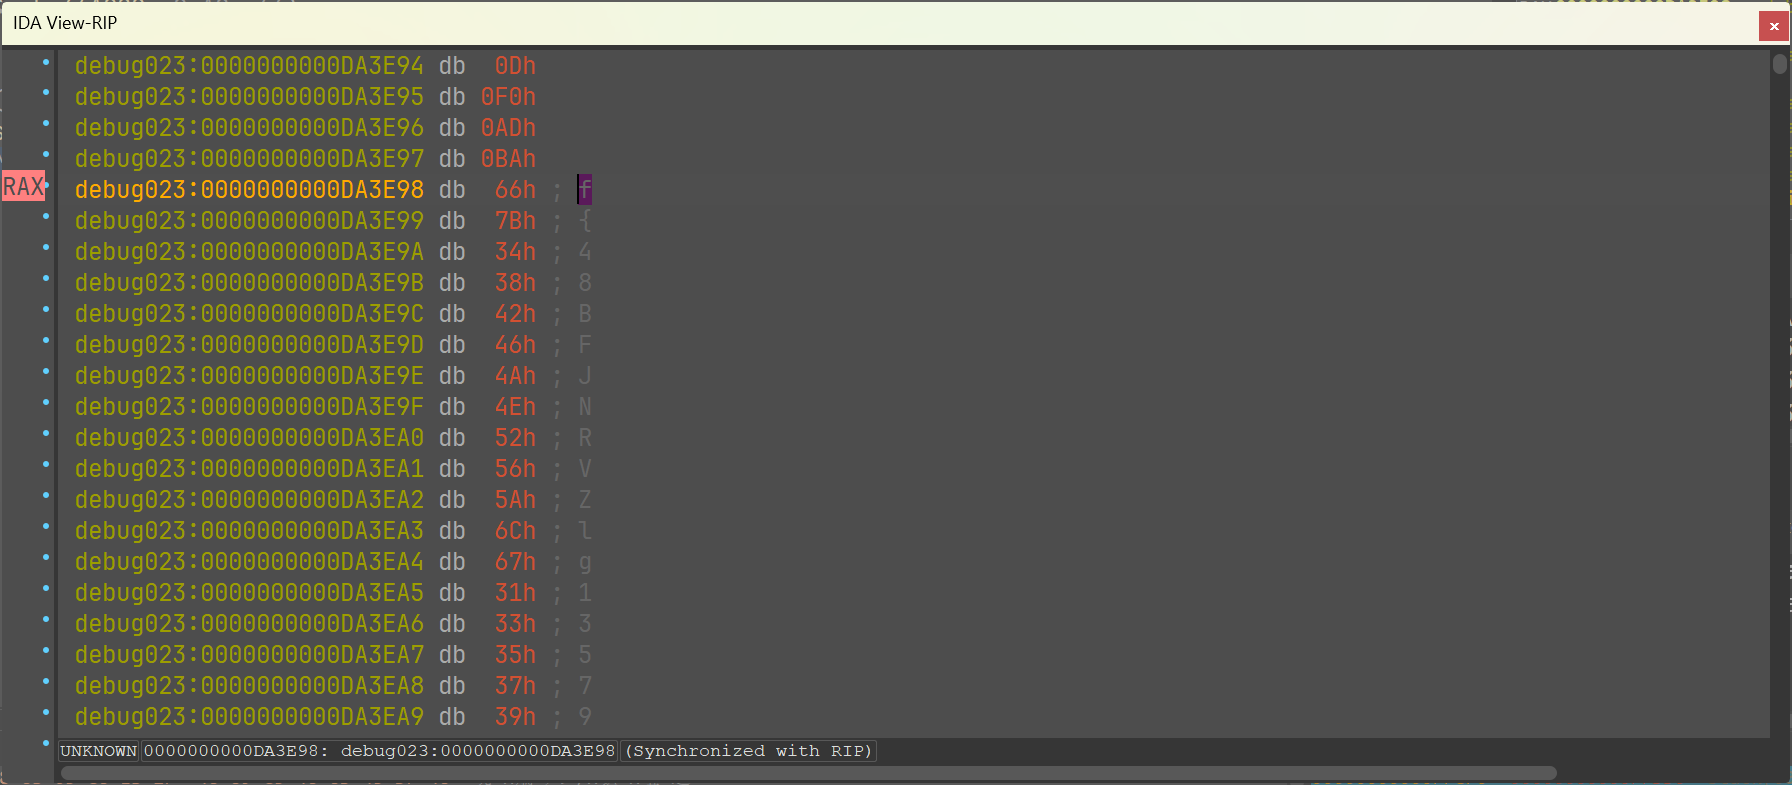 IDA View-RIP
debug023:0000000000DA3E94 db 0Dh
debug023:0000000000DA3E95 db 0F0h
debug023:0000000000DA3E96 db 0ADh
debug023:0000000000DA3E97 db 0BAh
RAX debug023:0000000000DA3E98 db 66h ; f
debug023:0000000000DA3E99 db 7Bh ; {
debug023:0000000000DA3E9A db 34h ; 4
debug023:0000000000DA3E9B db 38h ; 8
debug023:0000000000DA3E9C db 42h ; B
debug023:0000000000DA3E9D db 46h ; F
debug023:0000000000DA3E9E db 4Ah ; J
debug023:0000000000DA3E9F db 4Eh ; N
debug023:0000000000DA3EA0 db 52h ; R
debug023:0000000000DA3EA1 db 56h ; V
debug023:0000000000DA3EA2 db 5Ah ; Z
debug023:0000000000DA3EA3 db 6Ch ; l
debug023:0000000000DA3EA4 db 67h ; g
debug023:0000000000DA3EA5 db 31h ; 1
debug023:0000000000DA3EA6 db 33h ; 3
debug023:0000000000DA3EA7 db 35h ; 5
debug023:0000000000DA3EA8 db 37h ; 7
debug023:0000000000DA3EA9 db 39h ; 9
UNKNOWN 0000000000DA3E98: debug023:0000000000DA3E98 (Synchronized with RIP)